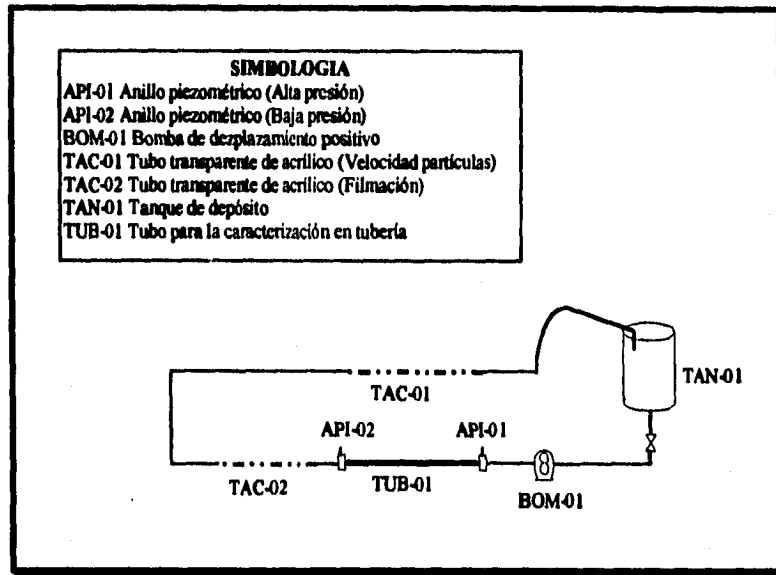 SIMBOLOGIA
API-01 Anillo piezométrico (Alta presión)
API-02 Anillo piezométrico (Baja presión)
BOM-01 Bomba de dezplazamiento positivo
TAC-01 Tubo transparente de acrílico (Velocidad partículas)
TAC-02 Tubo transparente de acrílico (Filmación)
TAN-01 Tanque de depósito
TUB-01 Tubo para la caracterización en tubería
TAN-01
TAC-01
API-02
API-01
TAC-02
TUB-01
BOM-01